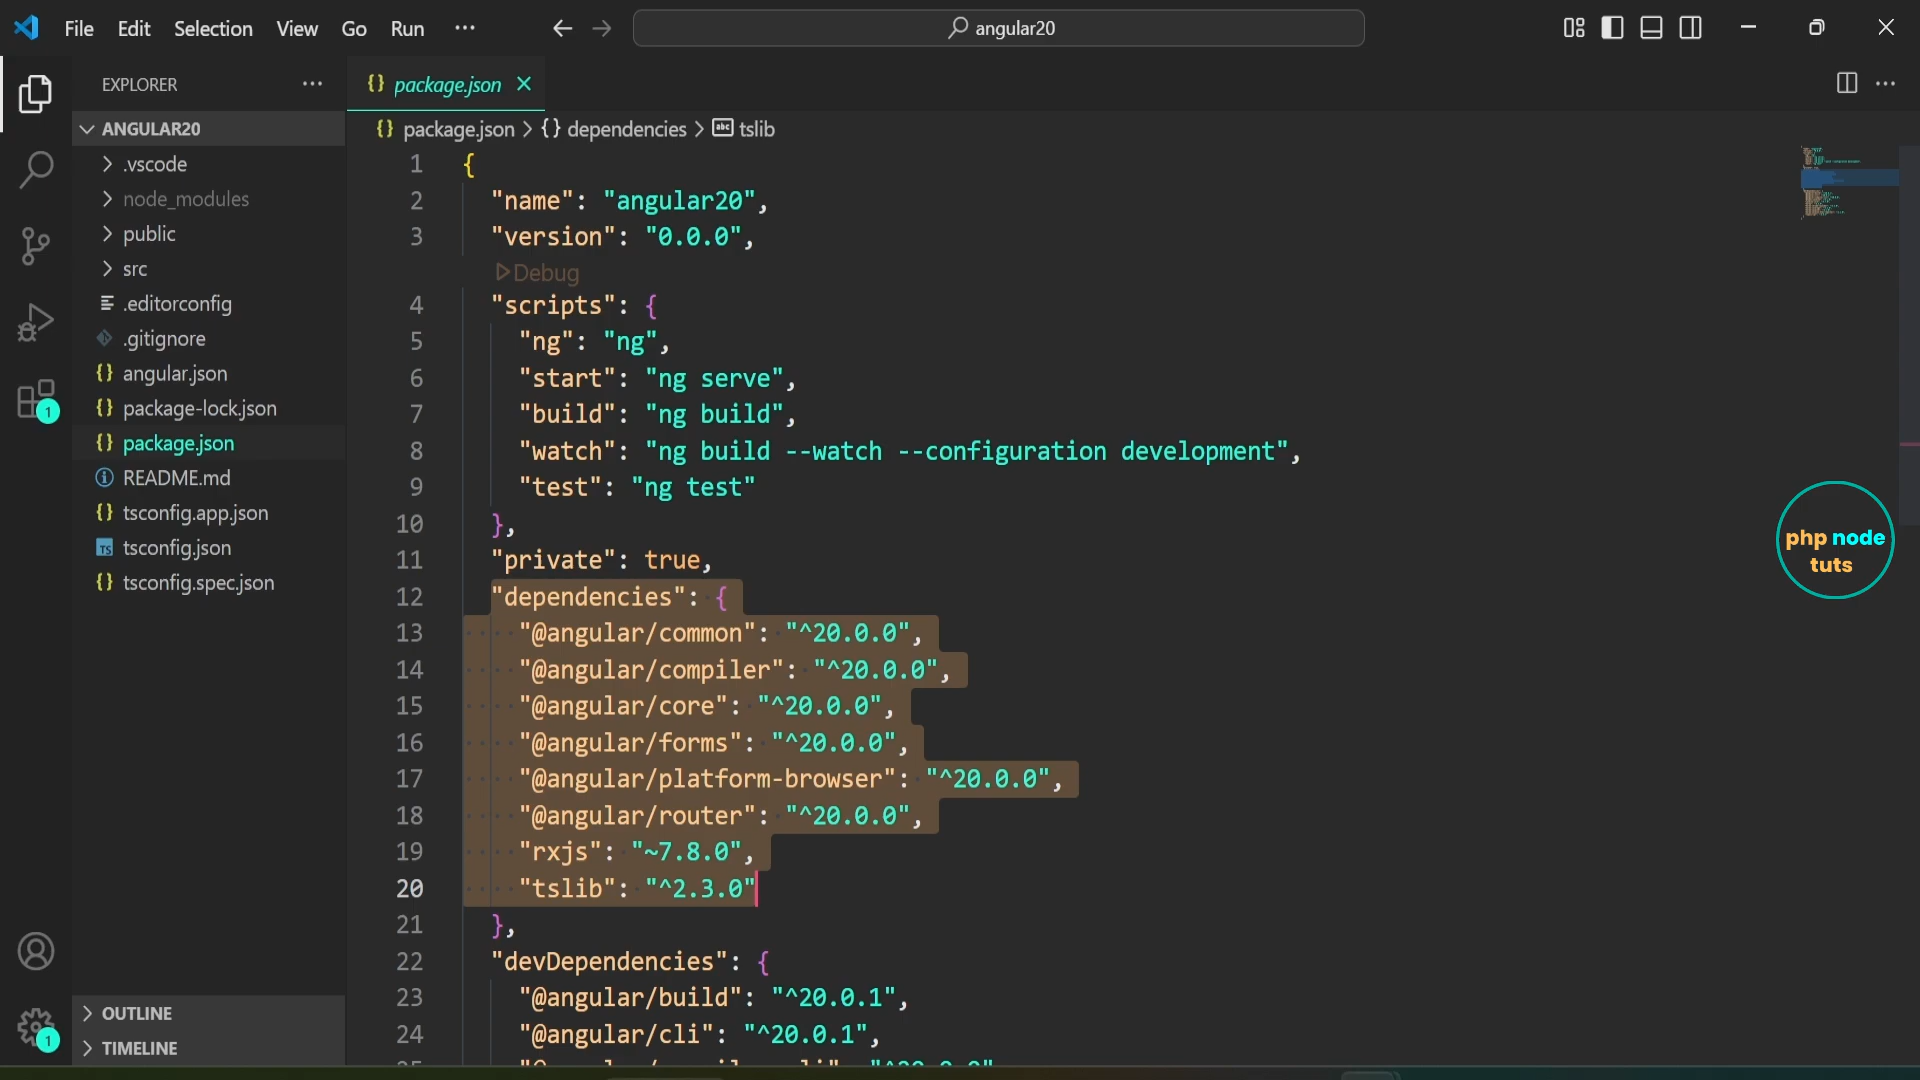 File Edit Selection View Go Run ···
angular20
EXPLORER ···
ANGULAR20
.vscode
node_modules
public
src
.editorconfig
.gitignore
{} angular.json
{} package-lock.json
{} package.json
README.md
{} tsconfig.app.json
TS tsconfig.json
{} tsconfig.spec.json
OUTLINE
TIMELINE
1
1
{} package.json
{} package.json > {} dependencies > abc tslib
1 {
2 "name": "angular20",
3 "version": "0.0.0",
Debug
4 "scripts": {
5 "ng": "ng",
6 "start": "ng serve",
7 "build": "ng build",
8 "watch": "ng build --watch --configuration development",
9 "test": "ng test"
10 },
11 "private": true,
12 "dependencies": {
13 "@angular/common": "^20.0.0",
14 "@angular/compiler": "^20.0.0",
15 "@angular/core": "^20.0.0",
16 "@angular/forms": "^20.0.0",
17 "@angular/platform-browser": "^20.0.0",
18 "@angular/router": "^20.0.0",
19 "rxjs": "~7.8.0",
20 "tslib": "^2.3.0"
21 },
22 "devDependencies": {
23 "@angular/build": "^20.0.1",
24 "@angular/cli": "^20.0.1",
php node
tuts